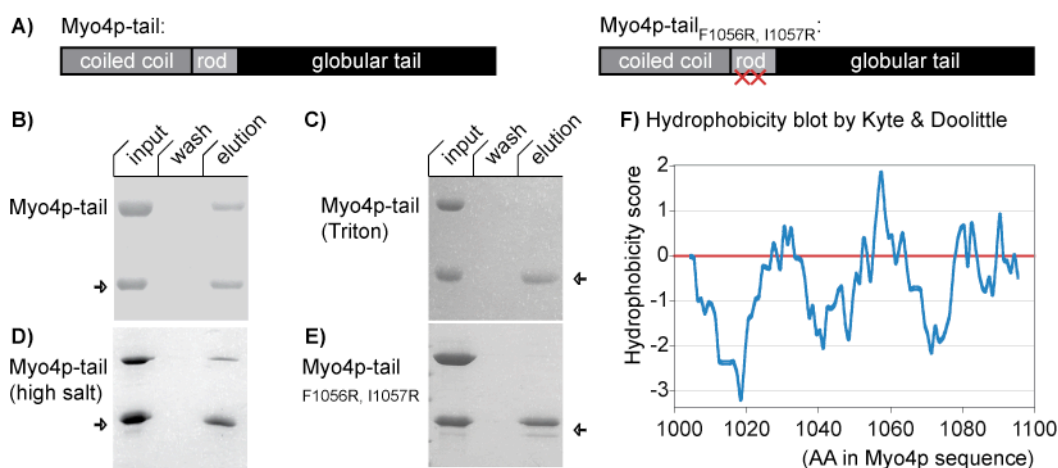 A) Myo4p-tail:
coiled coil rod globular tail
Myo4p-tail F1056R, I1057R:
coiled coil rod globular tail
B)
input wash elution
Myo4p-tail
C)
input wash elution
Myo4p-tail
(Triton)
D)
Myo4p-tail
(high salt)
E)
Myo4p-tail
F1056R, I1057R
F) Hydrophobicity blot by Kyte & Doolittle
Hydrophobicity score
2
1
0
-1
-2
-3
1000 1020 1040 1060 1080 1100
(AA in Myo4p sequence)